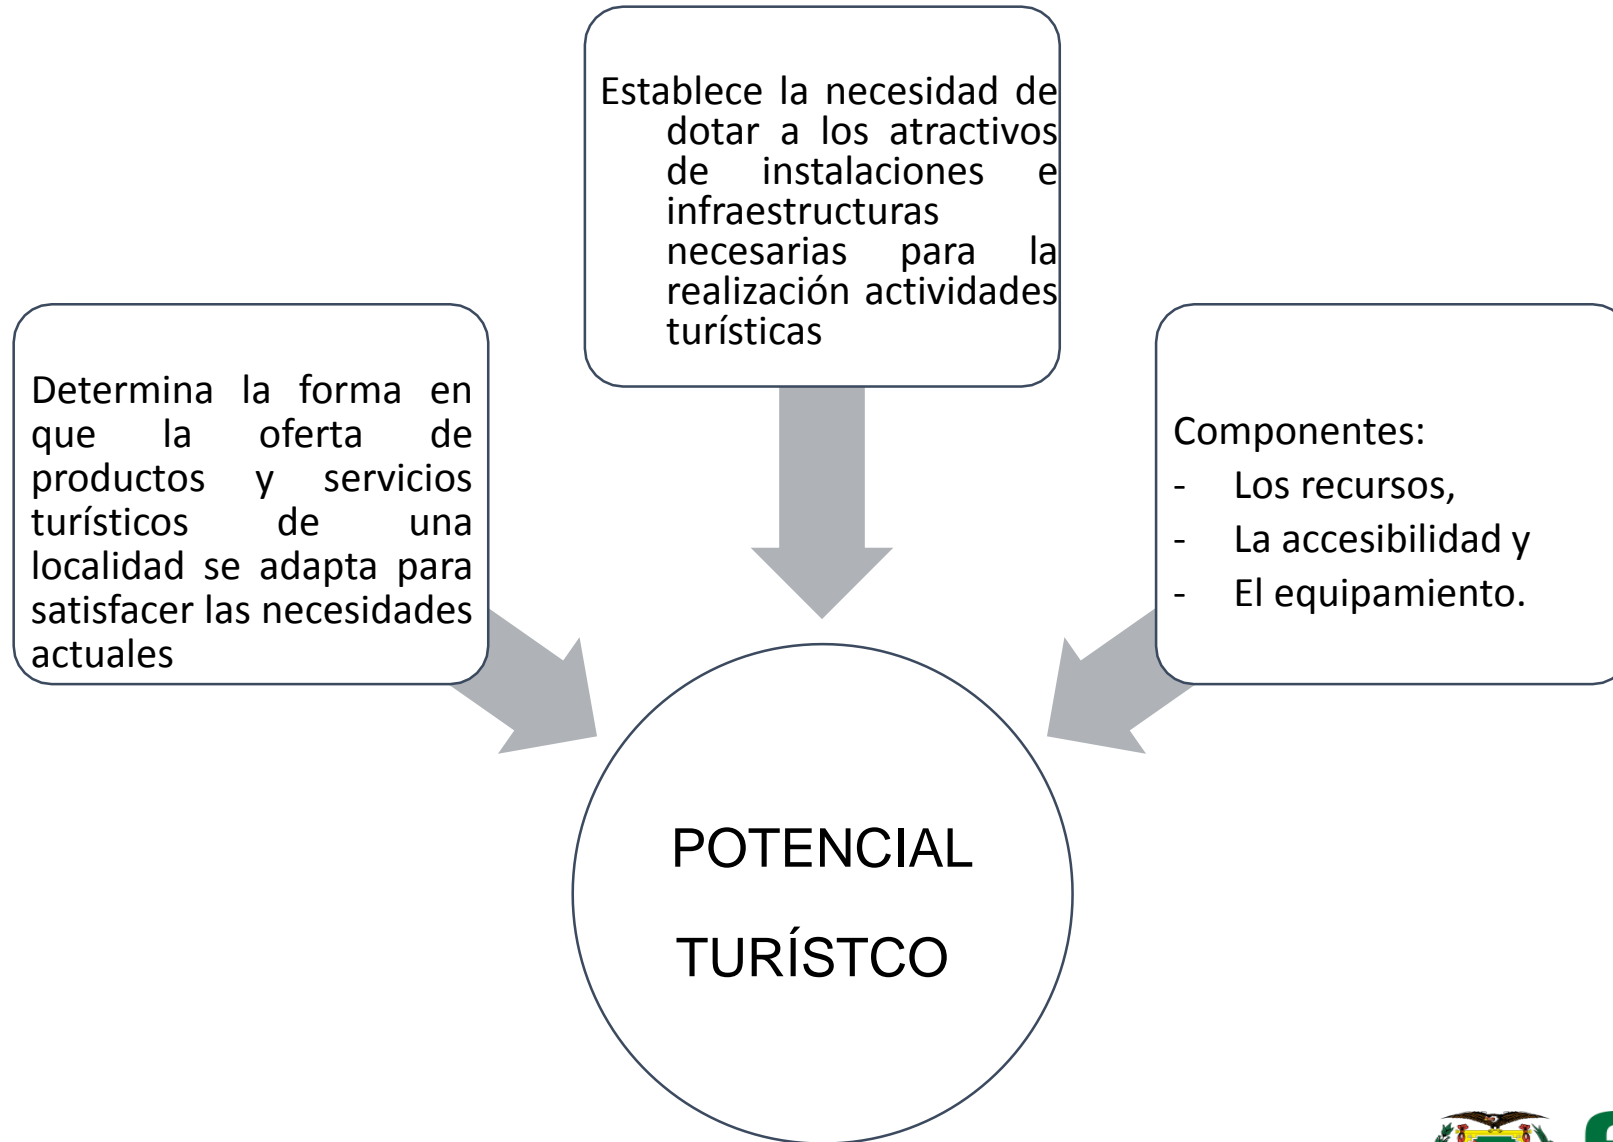 Establece la necesidad de
dotar a los atractivos
de instalaciones e
infraestructuras
necesarias para la
realización actividades
turísticas
Determina la forma en
que la oferta de
productos y servicios
turísticos de una
localidad se adapta para
satisfacer las necesidades
actuales
Componentes:
- Los recursos,
- La accesibilidad y
- El equipamiento.
POTENCIAL
TURÍSTCO